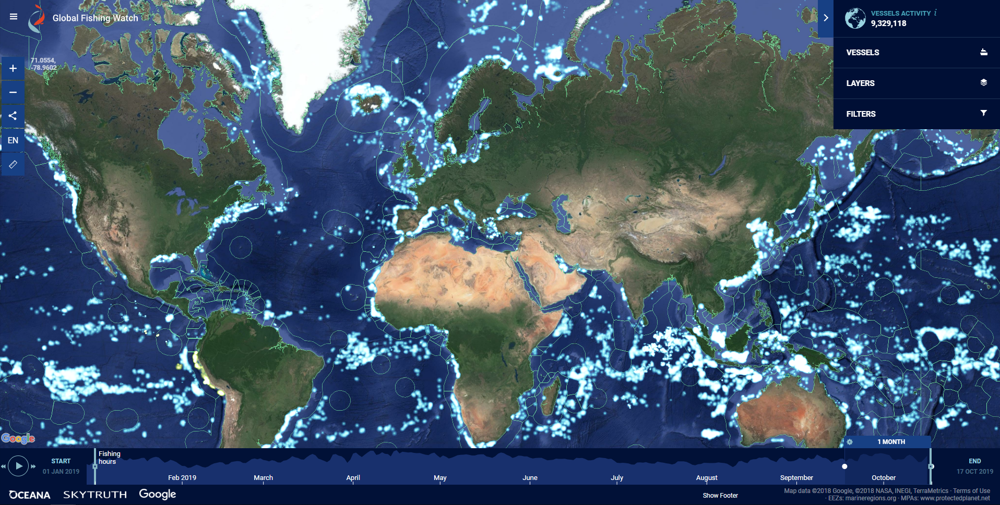 Global Fishing Watch
VESSELS ACTIVITY i
9,329,118
VESSELS
LAYERS
FILTERS
71.0554,
-78.9602
+
−
EN
Google
1 MONTH
Fishing
hours
START
01 JAN 2019
Feb 2019
March
April
May
June
July
August
September
October
END
17 OCT 2019
OCEANA
SKYTRUTH
Google
Show Footer
Map data ©2018 Google, ©2018 NASA, INEGI, TerraMetrics · Terms of Use
· EEZs: marineregions.org · MPAs: www.protectedplanet.net